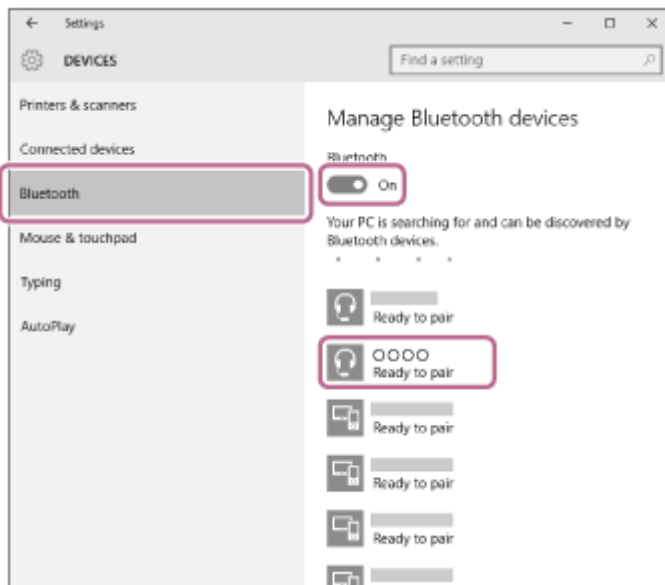 Settings
DEVICES
Find a setting
Printers & scanners
Connected devices
Bluetooth
Mouse & touchpad
Typing
AutoPlay
Manage Bluetooth devices
Bluetooth
On
Your PC is searching for and can be discovered by
Bluetooth devices.
Ready to pair
○○○○
Ready to pair
Ready to pair
Ready to pair
Ready to pair